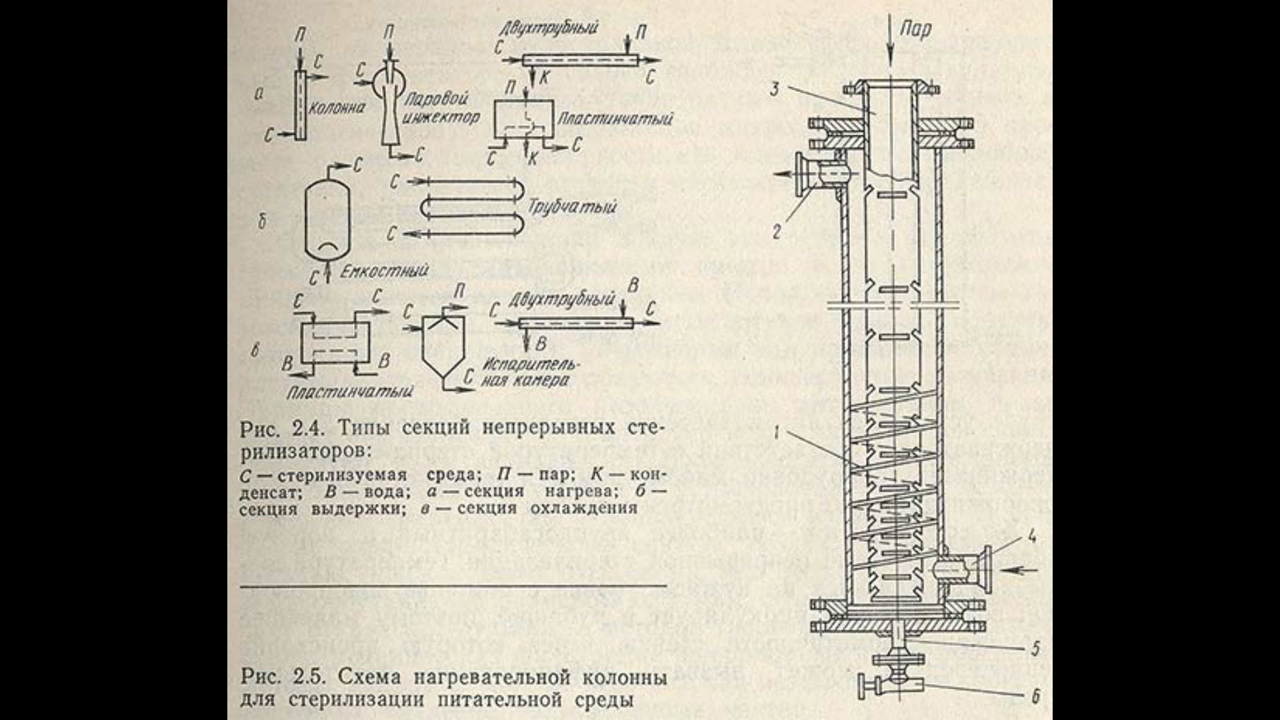 П
П
Двухтрубный
П
С
С
С
С
К
а
Колонна
Паровой
инжектор
П
Пластинчатый
С
С
С
К
С
С
С
б
Трубчатый
С
С
Емкостный
С
С
П
Двухтрубный
В
С
С
С
в
В
В
В
С
Испаритель-
ная камера
Пластинчатый
Рис. 2.4. Типы секций непрерывных сте-
рилизаторов:
С — стерилизуемая среда; П — пар; К — кон-
денсат; В — вода; а — секция нагрева; б —
секция выдержки; в — секция охлаждения
Рис. 2.5. Схема нагревательной колонны
для стерилизации питательной среды
Пар
3
2
1
4
5
6